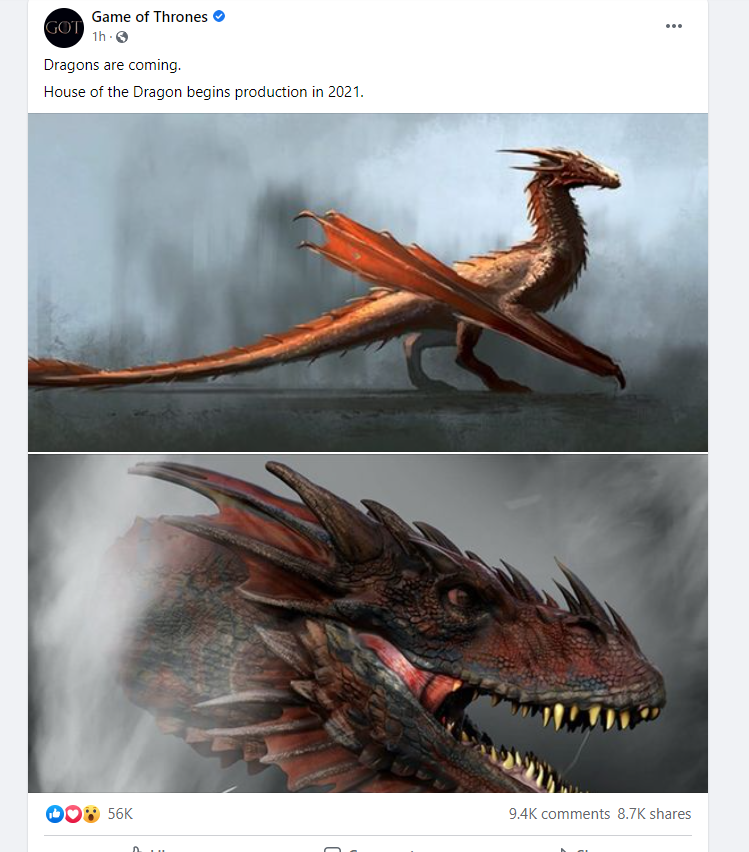 GOT
Game of Thrones
1h ·
Dragons are coming.
House of the Dragon begins production in 2021.
56K
9.4K comments 8.7K shares